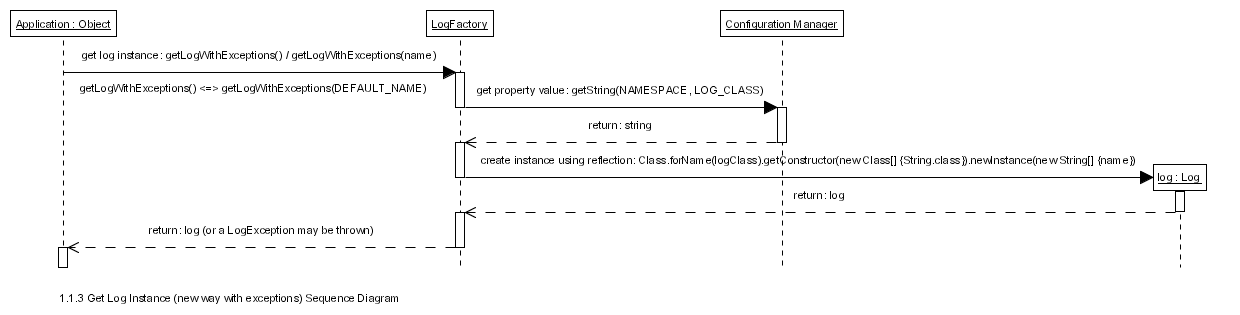 Application : Object
LogFactory
Configuration Manager
get log instance: getLogWithExceptions() / getLogWithExceptions(name)
getLogWithExceptions() <=> getLogWithExceptions(DEFAULT_NAME)
get property value: getString(NAMESPACE, LOG_CLASS)
return: string
create instance using reflection: Class.forName(logClass).getConstructor(new Class[] {String.class}).newInstance(new String[] {name})
log : Log
return: log
return: log (or a LogException may be thrown)
1.1.3 Get Log Instance (new way with exceptions) Sequence Diagram